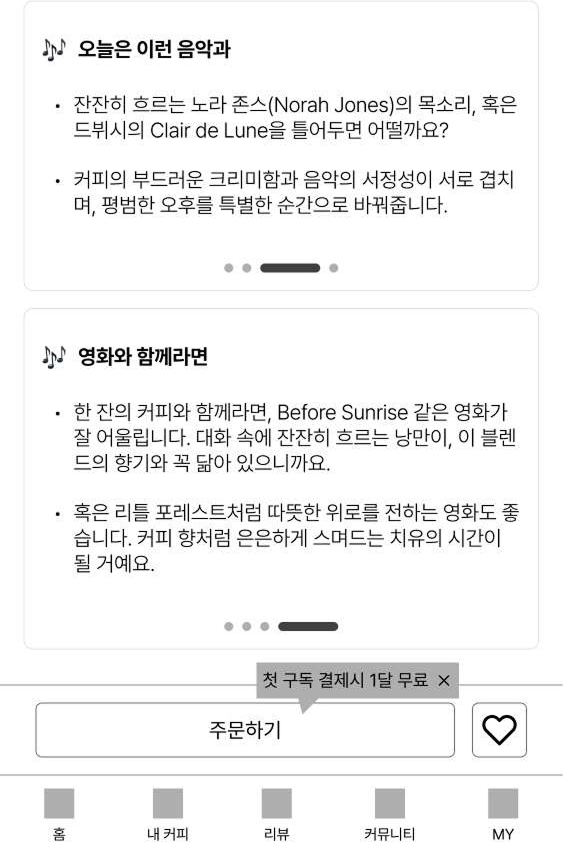 오늘은 이런 음악과
• 잔잔히 흐르는 노라 존스(Norah Jones)의 목소리, 혹은
드뷔시의 Clair de Lune을 틀어두면 어떨까요?
• 커피의 부드러운 크리미함과 음악의 서정성이 서로 겹치
며, 평범한 오후를 특별한 순간으로 바꿔줍니다.
영화와 함께라면
• 한 잔의 커피와 함께라면, Before Sunrise 같은 영화가
잘 어울립니다. 대화 속에 잔잔히 흐르는 낭만이, 이 블렌
드의 향기와 꼭 닮아 있으니까요.
• 혹은 리틀 포레스트처럼 따뜻한 위로를 전하는 영화도 좋
습니다. 커피 향처럼 은은하게 스며드는 치유의 시간이
될 거예요.
첫 구독 결제시 1달 무료 ×
주문하기
홈
내 커피
리뷰
커뮤니티
MY